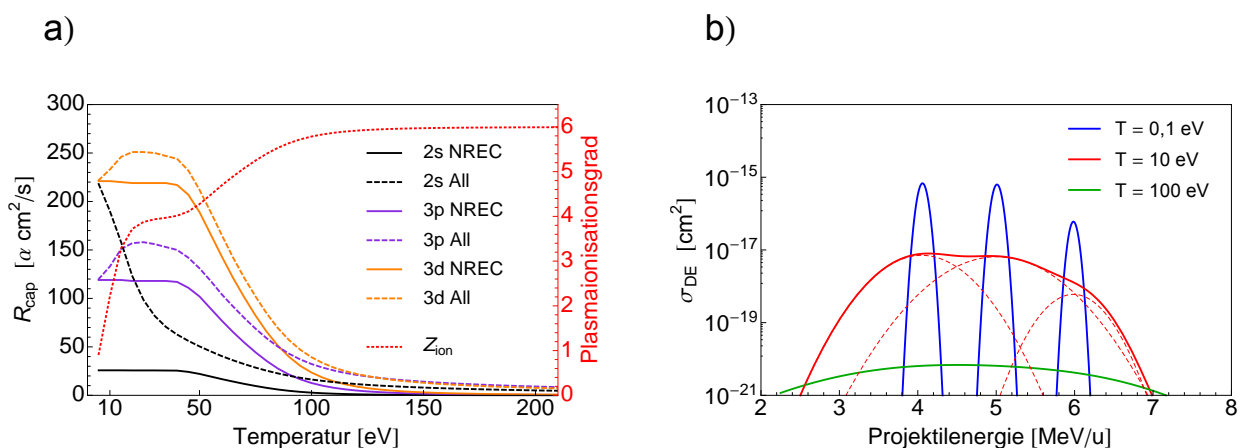 a)
300
250
200
150
100
50
0
R_cap [α cm²/s]
10 50 100 150 200
Temperatur [eV]
6
5
4
3
2
1
0
Plasmaionisationsgrad
2s NREC
2s All
3p NREC
3p All
3d NREC
3d All
Z_ion
b)
10⁻¹³
10⁻¹⁵
10⁻¹⁷
10⁻¹⁹
10⁻²¹
σ_DE [cm²]
2 3 4 5 6 7 8
Projektilenergie [MeV/u]
T = 0,1 eV
T = 10 eV
T = 100 eV